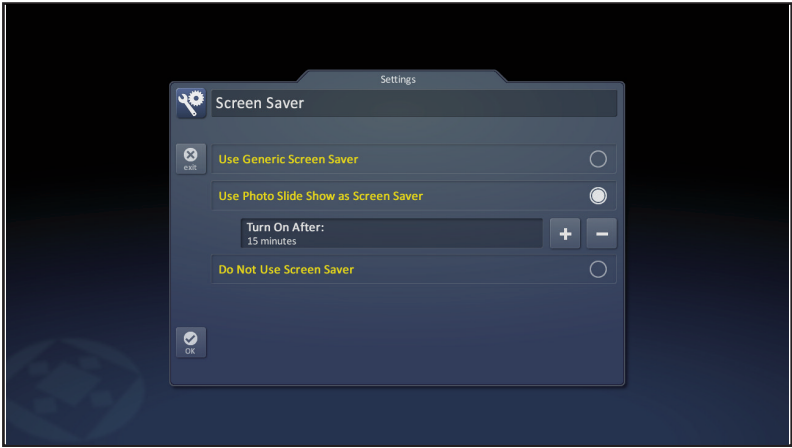 Settings
Screen Saver
exit
Use Generic Screen Saver
Use Photo Slide Show as Screen Saver
Turn On After:
15 minutes
Do Not Use Screen Saver
OK